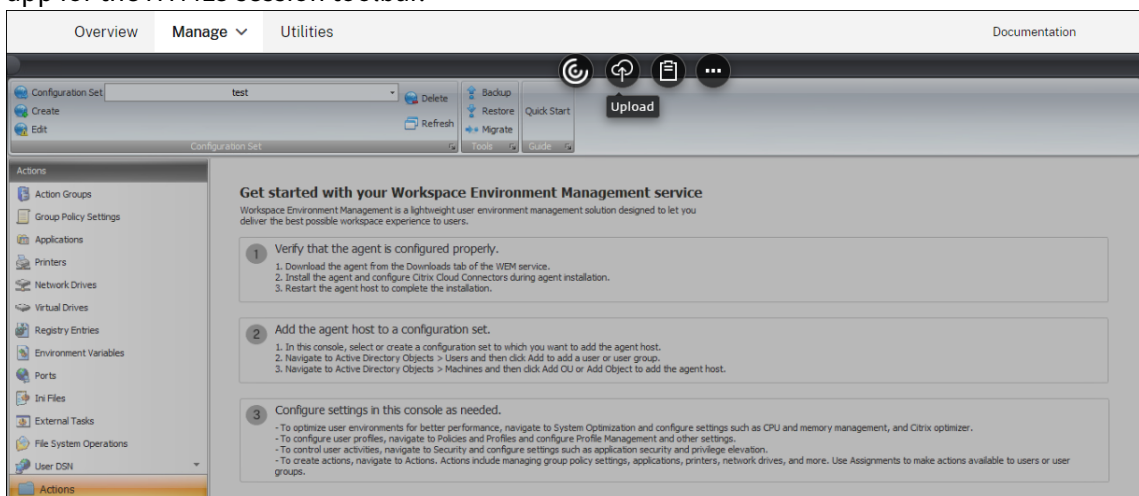 Overview Manage Utilities Documentation
Upload
Configuration Set test
Create
Edit
Delete
Refresh
Configuration Set
Backup
Restore
Migrate
Tools
Quick Start
Guide
Actions
Action Groups
Group Policy Settings
Applications
Printers
Network Drives
Virtual Drives
Registry Entries
Environment Variables
Ports
Ini Files
External Tasks
File System Operations
User DSN
Actions
Get started with your Workspace Environment Management service
Workspace Environment Management is a lightweight user environment management solution designed to let you
deliver the best possible workspace experience to users.
1 Verify that the agent is configured properly.
1. Download the agent from the Downloads tab of the WEM service.
2. Install the agent and configure Citrix Cloud Connectors during agent installation.
3. Restart the agent host to complete the installation.
2 Add the agent host to a configuration set.
1. In this console, select or create a configuration set to which you want to add the agent host.
2. Navigate to Active Directory Objects > Users and then click Add to add a user or user group.
3. Navigate to Active Directory Objects > Machines and then click Add OU or Add Object to add the agent host.
3 Configure settings in this console as needed.
- To optimize user environments for better performance, navigate to System Optimization and configure settings such as CPU and memory management, and Citrix optimizer.
- To configure user profiles, navigate to Policies and Profiles and configure Profile Management and other settings.
- To control user activities, navigate to Security and configure settings such as application security and privilege elevation.
- To create actions, navigate to Actions. Actions include managing group policy settings, applications, printers, network drives, and more. Use Assignments to make actions available to users or user
groups.